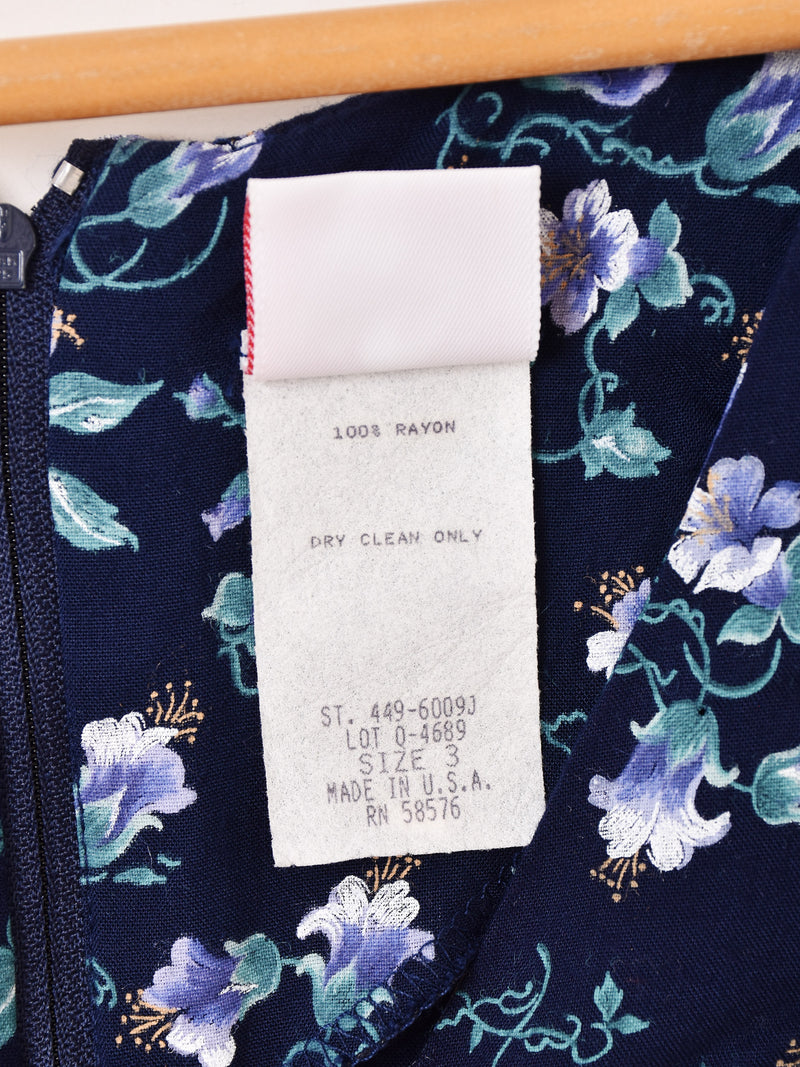 100% RAYON
DRY CLEAN ONLY
ST. 449-6009J
LOT 0-4689
SIZE 3
MADE IN U.S.A.
RN 58576